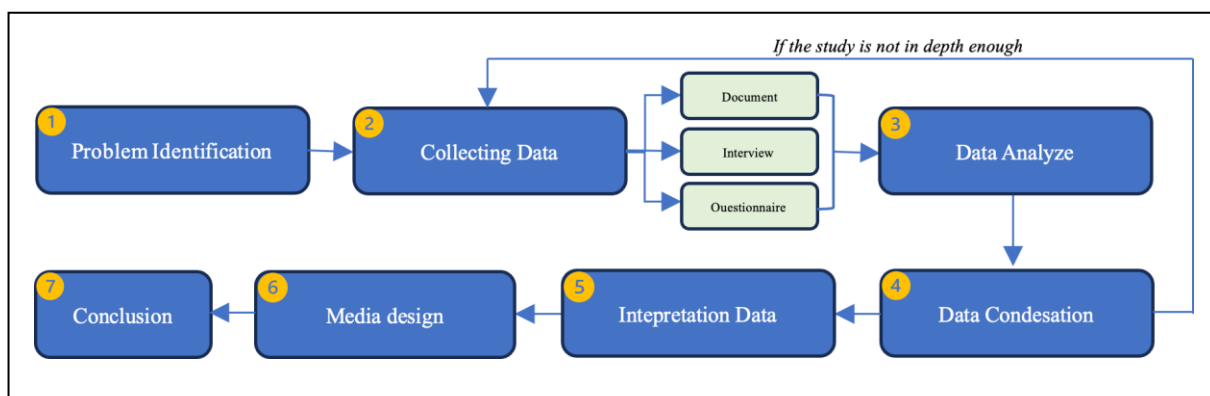 If the study is not in depth enough
1
Problem Identification
2
Collecting Data
Document
Interview
Ouestionnaire
3
Data Analyze
4
Data Condesation
5
Intepretation Data
6
Media design
7
Conclusion